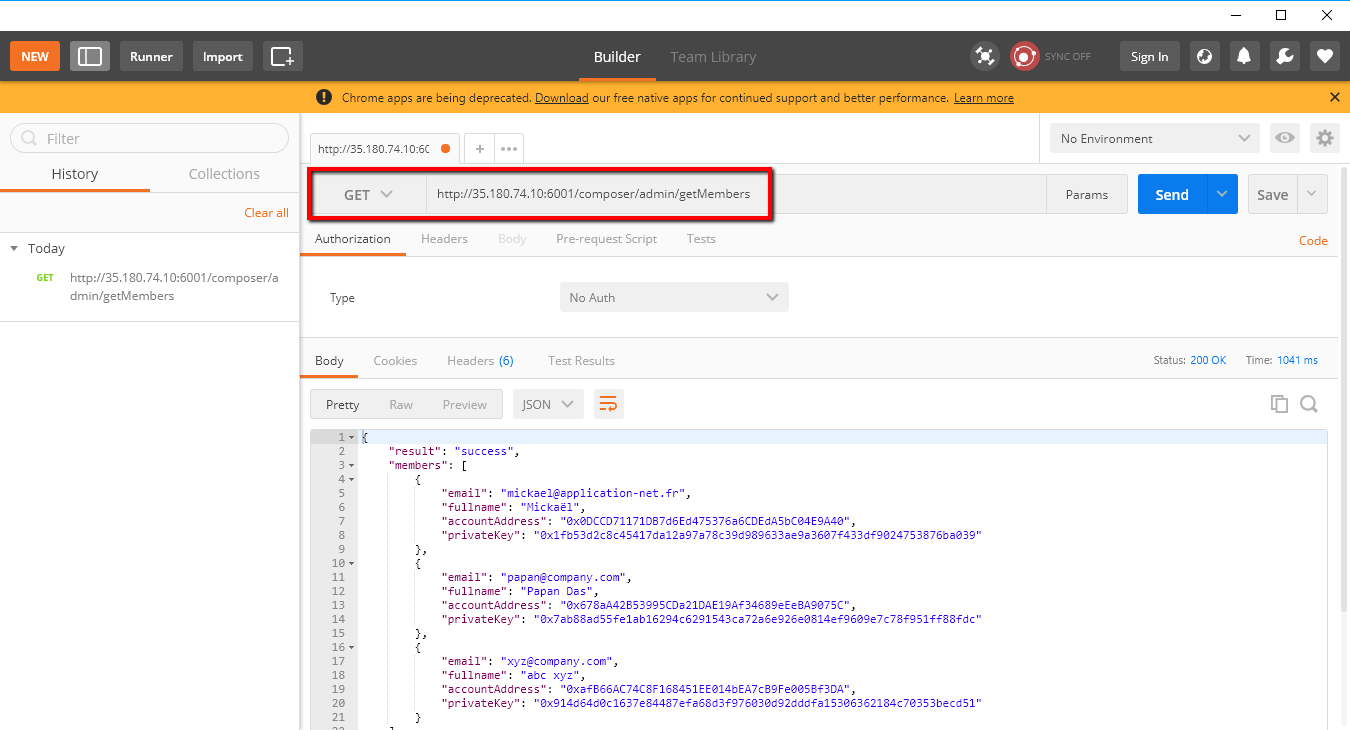 NEW Runner Import Builder Team Library SYNC OFF Sign In
! Chrome apps are being deprecated. Download our free native apps for continued support and better performance. Learn more
Filter
History Collections
Clear all
Today
GET http://35.180.74.10:6001/composer/a
dmin/getMembers
http://35.180.74.10:60 No Environment
GET http://35.180.74.10:6001/composer/admin/getMembers Params Send Save
Authorization Headers Body Pre-request Script Tests Code
Type No Auth
Body Cookies Headers (6) Test Results Status: 200 OK Time: 1041 ms
Pretty Raw Preview JSON
1 {
2 "result": "success",
3 "members": [
4 {
5 "email": "mickael@application-net.fr",
6 "fullname": "Mickaël",
7 "accountAddress": "0x0DCCD71171DB7d6Ed475376a6CDEdA5bC04E9A40",
8 "privateKey": "0x1fb53d2c8c45417da12a97a78c39d989633ae9a3607f433df9024753876ba039"
9 },
10 {
11 "email": "papan@company.com",
12 "fullname": "Papan Das",
13 "accountAddress": "0x678aA42B53995CDa21DAE19Af34689eEeBA9075C",
14 "privateKey": "0x7ab88ad55fe1ab16294c6291543ca72a6e926e0814ef9609e7c78f951ff88fdc"
15 },
16 {
17 "email": "xyz@company.com",
18 "fullname": "abc xyz",
19 "accountAddress": "0xafB66AC74C8F168451EE014bEA7cB9Fe005Bf3DA",
20 "privateKey": "0x914d64d0c1637e84487efa68d3f976030d92dddfa15306362184c70353becd51"
21 }